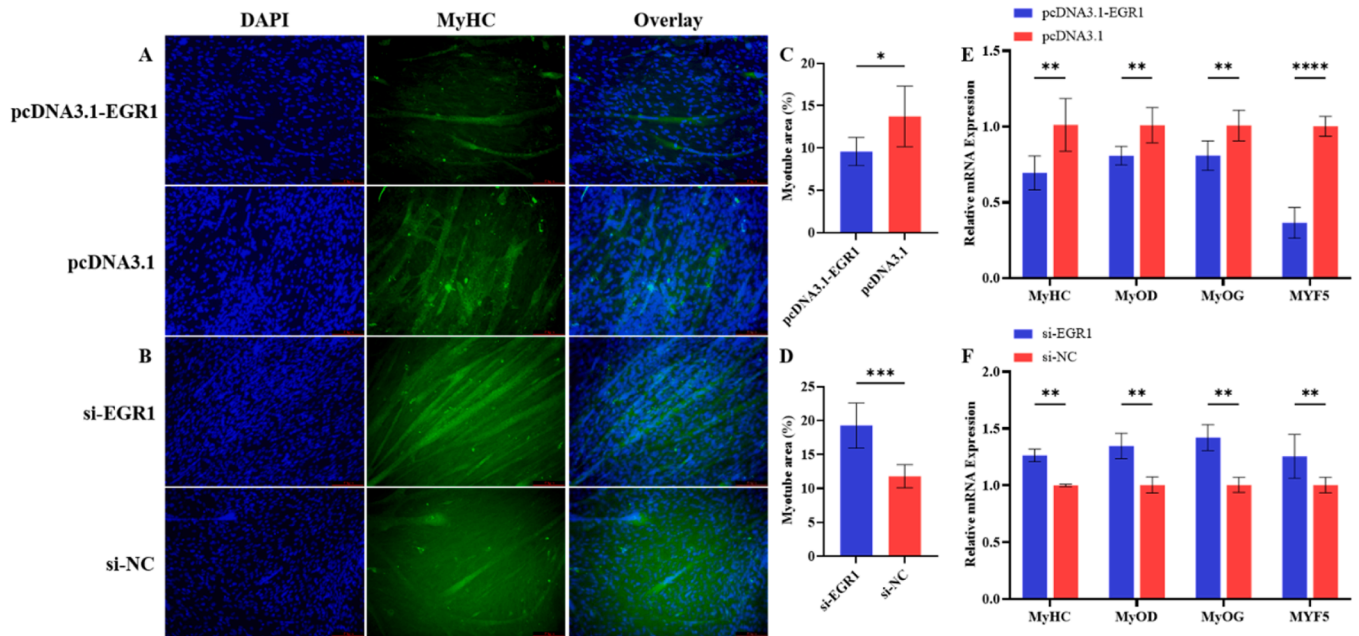 DAPI
MyHC
Overlay
A
pcDNA3.1-EGR1
pcDNA3.1
B
si-EGR1
si-NC
C
*
Myotube area (%)
20
15
10
5
0
pcDNA3.1-EGR1
pcDNA3.1
D
***
Myotube area (%)
25
20
15
10
5
0
si-EGR1
si-NC
pcDNA3.1-EGR1
pcDNA3.1
E
Relative mRNA Expression
1.5
1.0
0.5
0.0
** ** ** ****
MyHC MyOD MyOG MYF5
si-EGR1
si-NC
F
Relative mRNA Expression
2.0
1.5
1.0
0.5
0.0
** ** ** **
MyHC MyOD MyOG MYF5